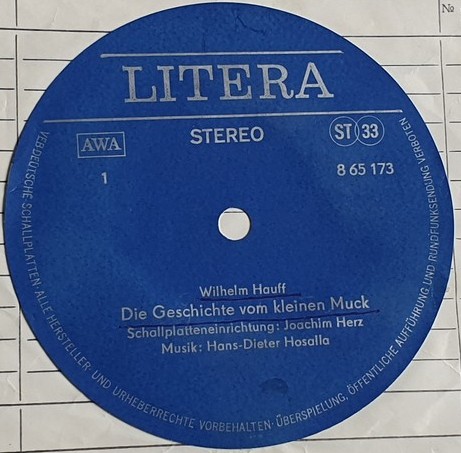 №
LITERA
AWA
STEREO
ST 33
1
8 65 173
Wilhelm Hauff
Die Geschichte vom kleinen Muck
Schallplatteneinrichtung: Joachim Herz
Musik: Hans-Dieter Hosalla
VEB DEUTSCHE SCHALLPLATTEN · ALLE HERSTELLER- UND URHEBERRECHTE VORBEHALTEN · ÜBERSPIELUNG, ÖFFENTLICHE AUFFÜHRUNG UND RUNDFUNKSENDUNG VERBOTEN